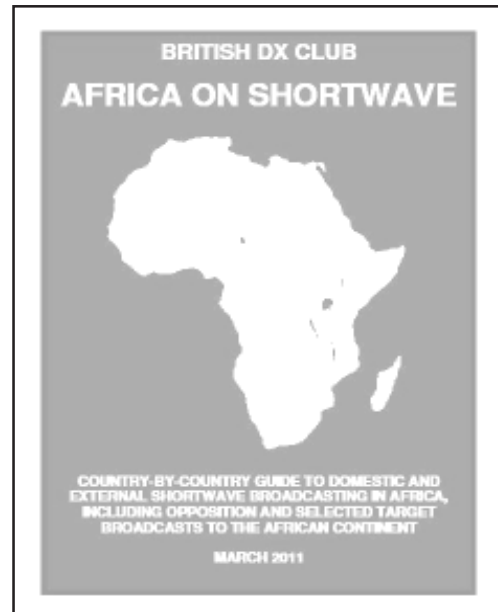 BRITISH DX CLUB
AFRICA ON SHORTWAVE
COUNTRY-BY-COUNTRY GUIDE TO DOMESTIC AND
EXTERNAL SHORTWAVE BROADCASTING IN AFRICA,
INCLUDING OPPOSITION AND SELECTED TARGET
BROADCASTS TO THE AFRICAN CONTINENT
MARCH 2011